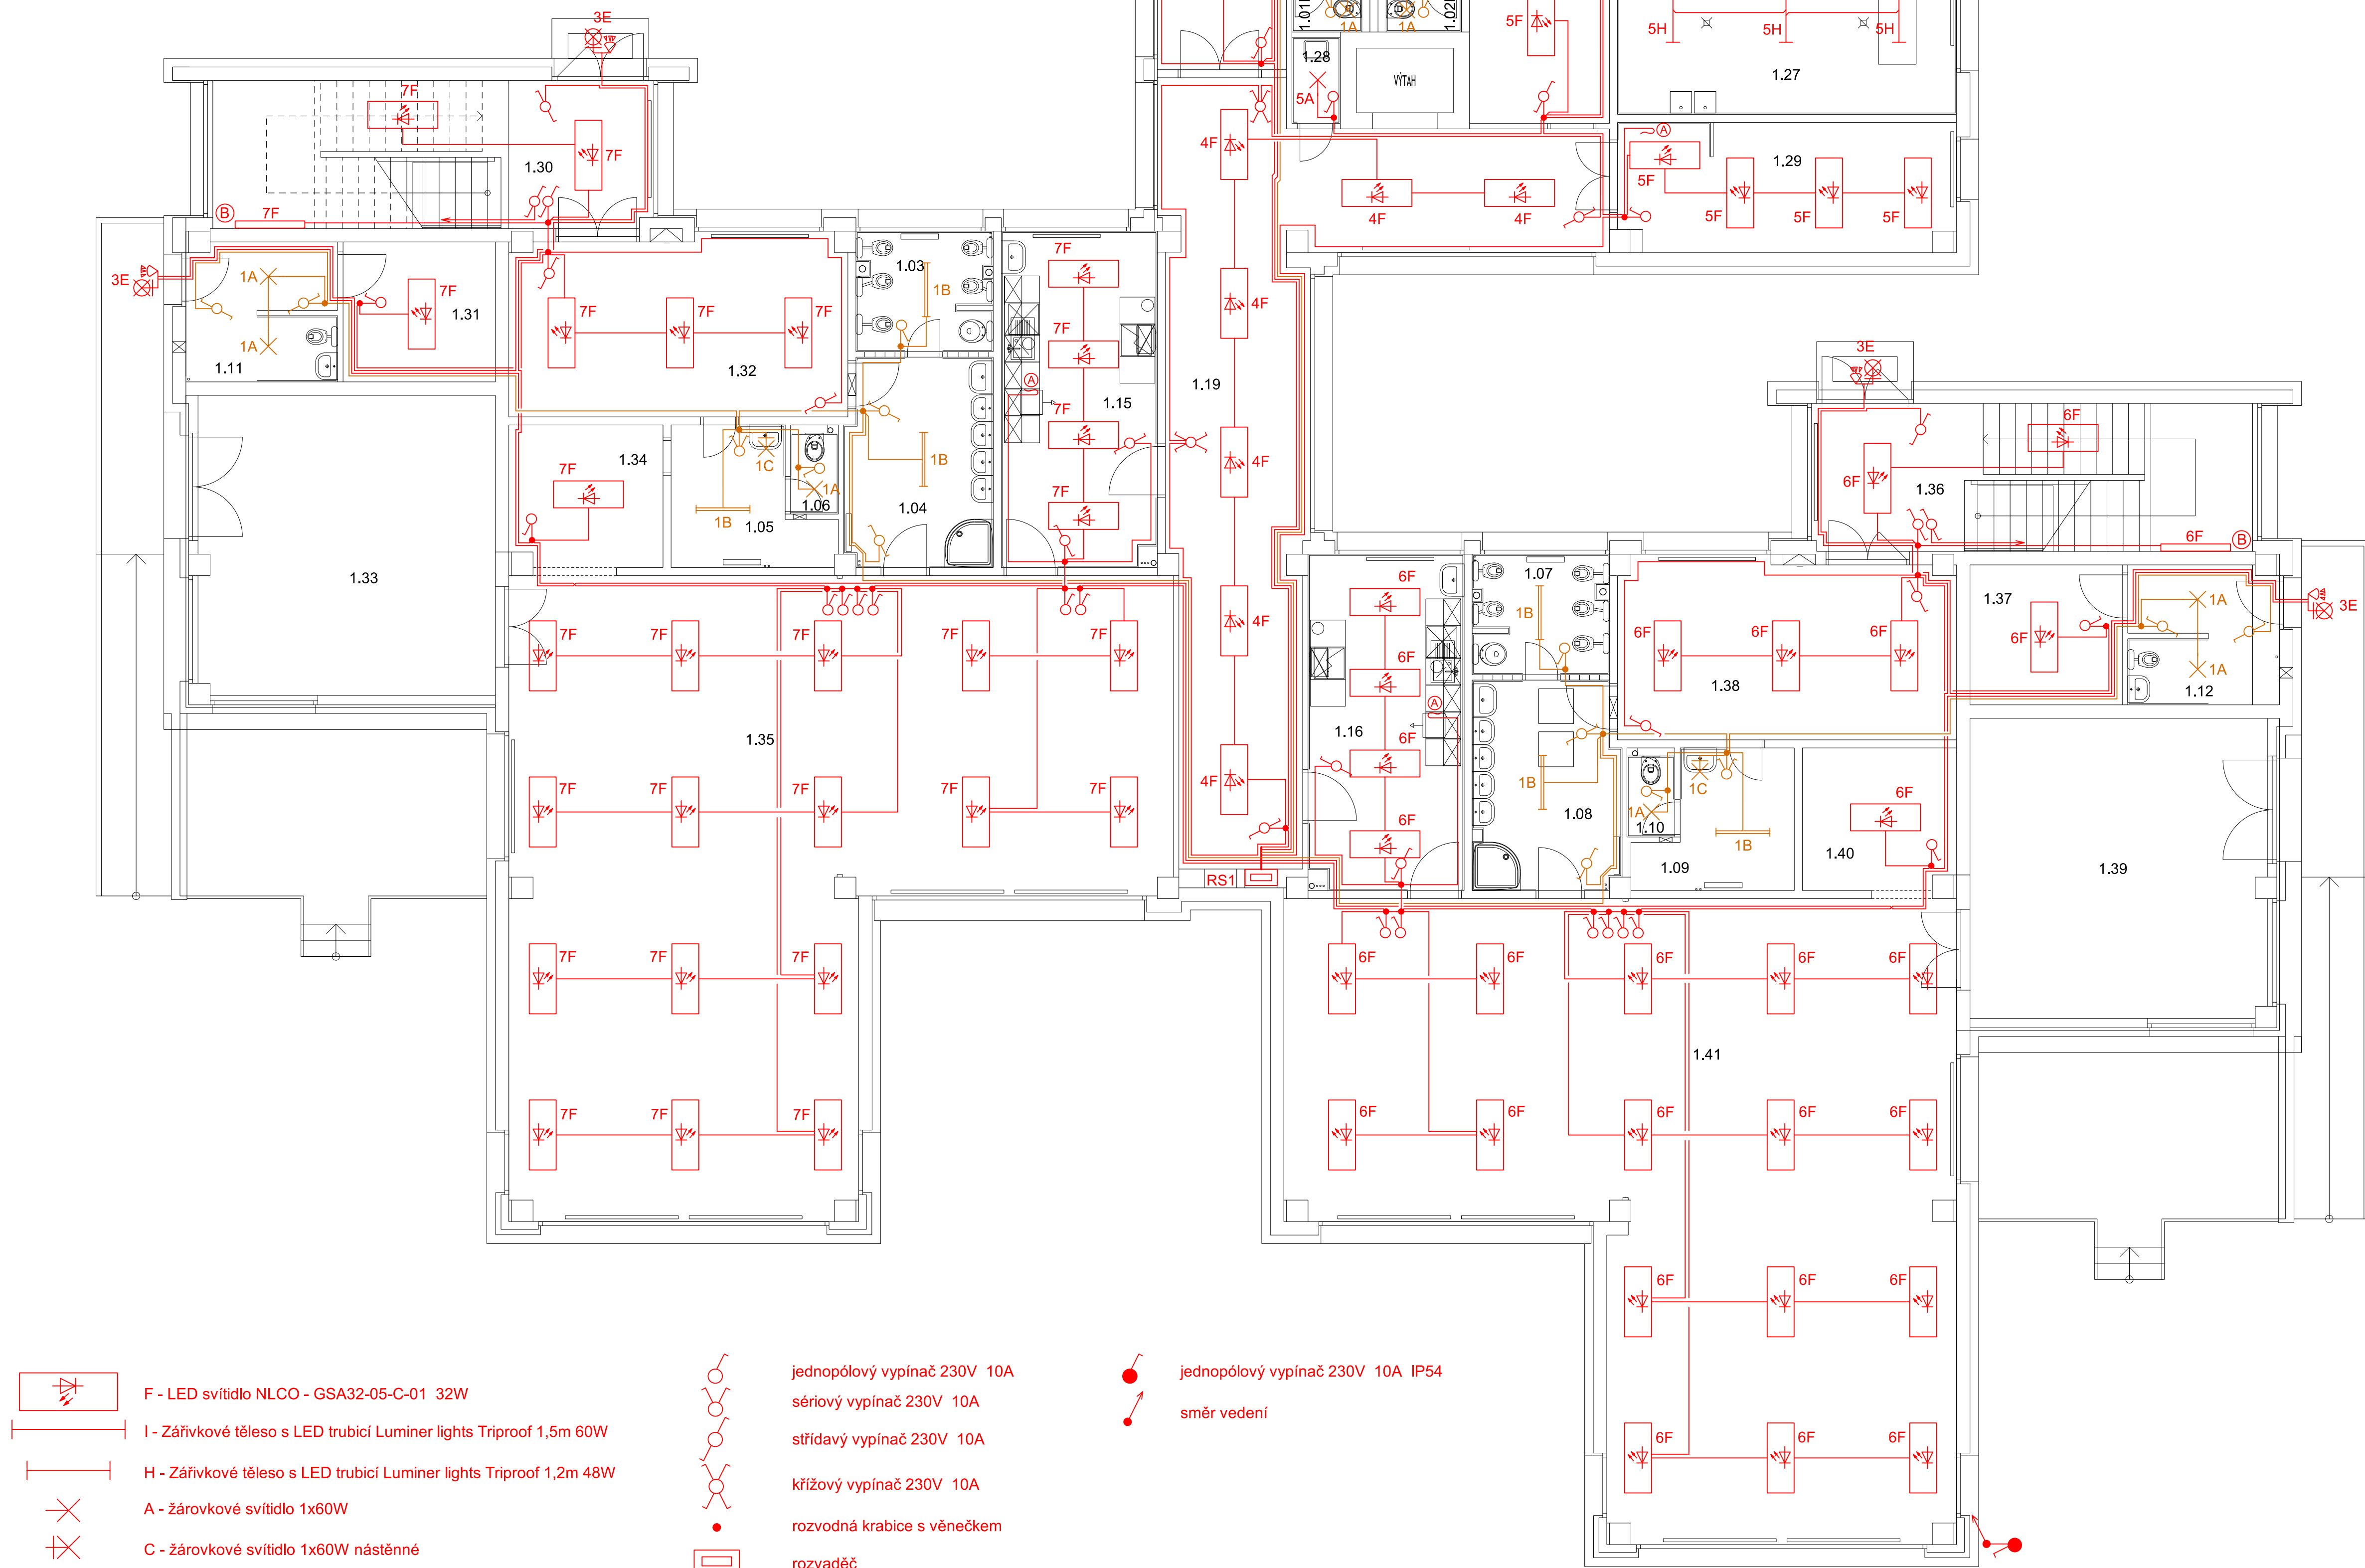 3E
1.01
1A
1A
1.02
5F
5H
5H
5H
1.28
5A
VÝTAH
1.27
7F
7F
1.30
4F
A
1.29
5F
5F
5F
5F
4F
4F
B
7F
3E
1A
1A
1.11
7F
1.31
7F
7F
7F
1.32
1.03
1B
7F
7F
A
7F
7F
1.15
1.19
4F
4F
4F
4F
3E
6F
6F
1.36
6F
B
3E
1.34
7F
1C
1A
1B
1.05
1.06
1B
1.04
1.33
6F
6F
A
6F
6F
1.16
1.07
1B
6F
6F
6F
1.38
1.37
6F
1A
1A
1.12
7F
7F
7F
7F
7F
1.35
7F
7F
7F
7F
7F
1B
1.08
1A
1.10
1C
1B
1.09
6F
1.40
1.39
RS1
7F
7F
7F
6F
6F
6F
6F
6F
1.41
7F
7F
7F
6F
6F
6F
6F
6F
6F
6F
6F
6F
6F
6F
F - LED svítidlo NLCO - GSA32-05-C-01 32W
I - Zářivkové těleso s LED trubicí Luminer lights Triproof 1,5m 60W
H - Zářivkové těleso s LED trubicí Luminer lights Triproof 1,2m 48W
A - žárovkové svítidlo 1x60W
C - žárovkové svítidlo 1x60W nástěnné
jednopólový vypínač 230V 10A
sériový vypínač 230V 10A
střídavý vypínač 230V 10A
křížový vypínač 230V 10A
rozvodná krabice s věnečkem
rozvaděč
jednopólový vypínač 230V 10A IP54
směr vedení